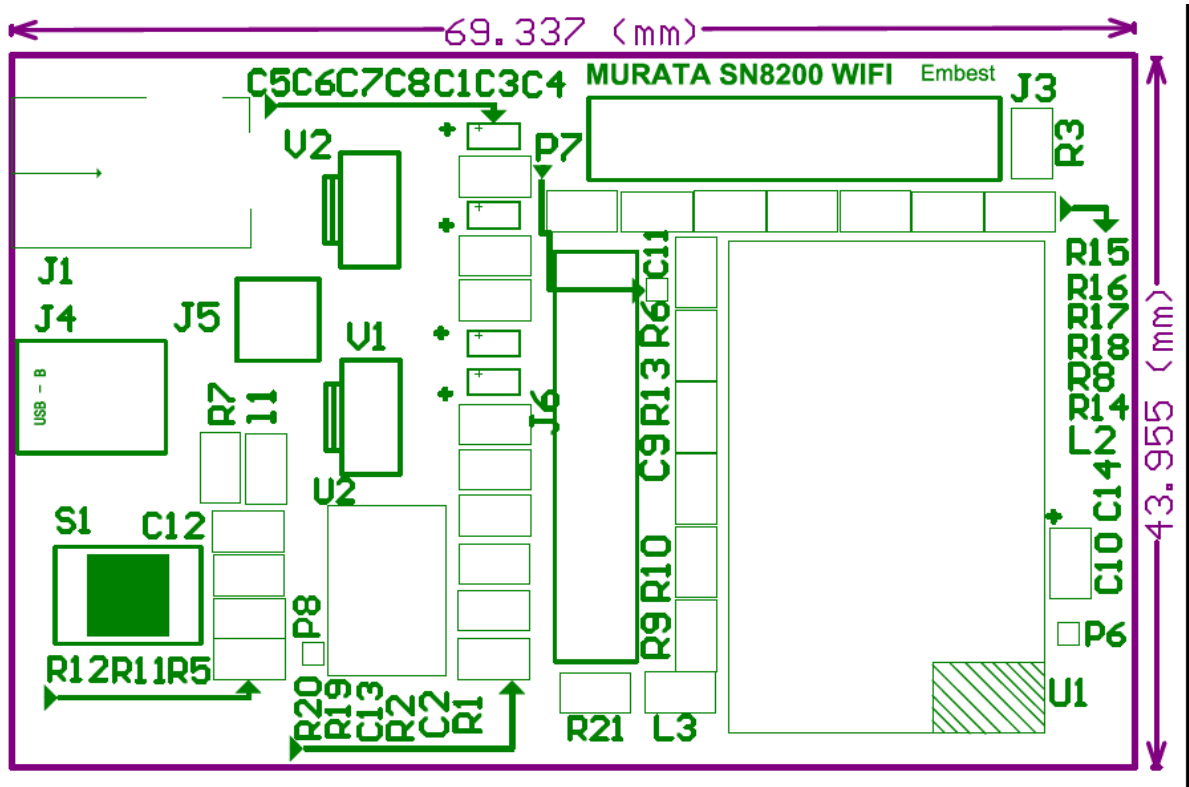 69.337 (mm)
MURATA SN8200 WIFI Embest
C5C6C7C8C1C3C4
J3
V2
P7
R3
C11
R15
J1
R16
J4
J5
R6
R17
V1
R18
USB - B
R8
R7
11
J6
R13
R14
43.955 (mm)
C9
L2
U2
C14
S1
C12
R10
C10
P8
R9
P6
R12R11R5
U1
R20
R19
C13
R2
C2
R1
R21
L3